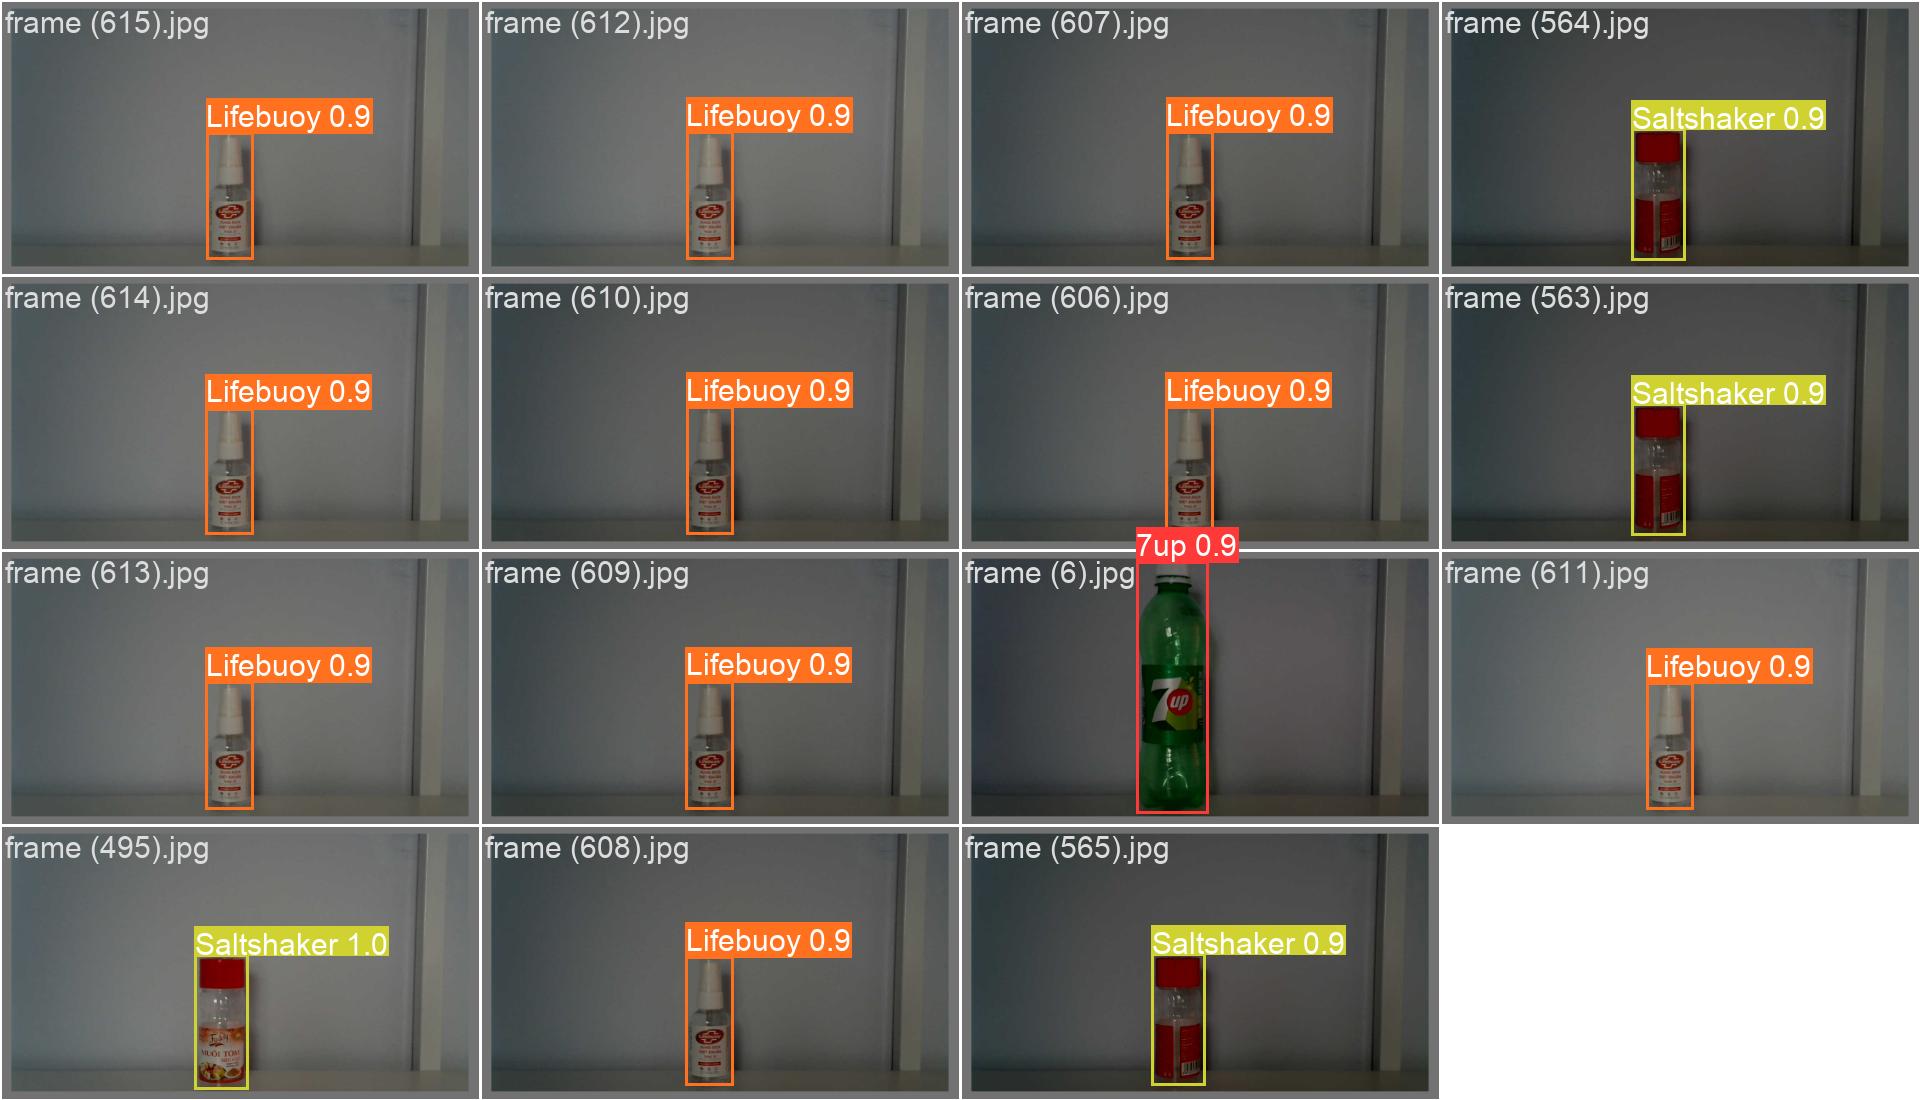 frame (615).jpg
Lifebuoy 0.9
frame (612).jpg
Lifebuoy 0.9
frame (607).jpg
Lifebuoy 0.9
frame (564).jpg
Saltshaker 0.9
frame (614).jpg
Lifebuoy 0.9
frame (610).jpg
Lifebuoy 0.9
frame (606).jpg
Lifebuoy 0.9
frame (563).jpg
Saltshaker 0.9
frame (613).jpg
Lifebuoy 0.9
frame (609).jpg
Lifebuoy 0.9
frame (6).jpg
7up 0.9
7up
frame (611).jpg
Lifebuoy 0.9
frame (495).jpg
Saltshaker 1.0
MUỐI TÔM
frame (608).jpg
Lifebuoy 0.9
frame (565).jpg
Saltshaker 0.9